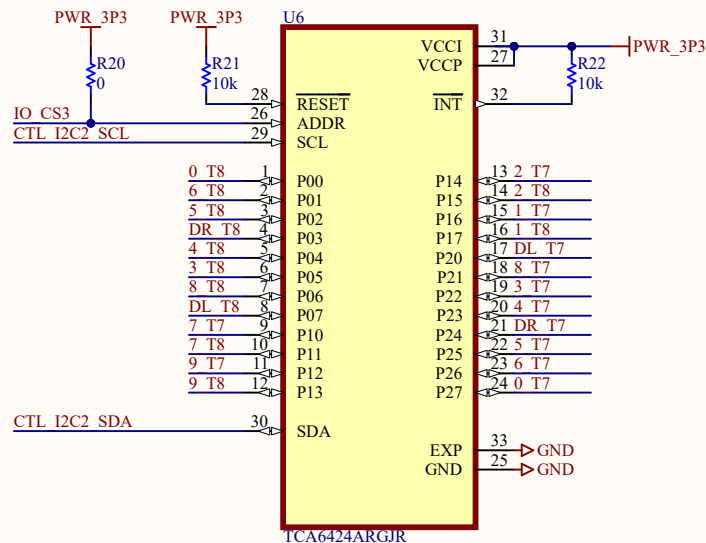 PWR_3P3 PWR_3P3 U6
R20
0
R21
10k
VCCI 31
VCCP 27
PWR_3P3
R22
10k
28 RESET INT 32
IO_CS3 26 ADDR
CTL_I2C2_SCL 29 SCL
0_T8 1 P00 P14 13 2_T7
6_T8 2 P01 P15 14 2_T8
5_T8 3 P02 P16 15 1_T7
DR_T8 4 P03 P17 16 1_T8
4_T8 5 P04 P20 17 DL_T7
3_T8 6 P05 P21 18 8_T7
8_T8 7 P06 P22 19 3_T7
DL_T8 8 P07 P23 20 4_T7
7_T7 9 P10 P24 21 DR_T7
7_T8 10 P11 P25 22 5_T7
9_T7 11 P12 P26 23 6_T7
9_T8 12 P13 P27 24 0_T7
CTL_I2C2_SDA 30 SDA
EXP 33 GND
GND 25 GND
TCA6424ARGJR